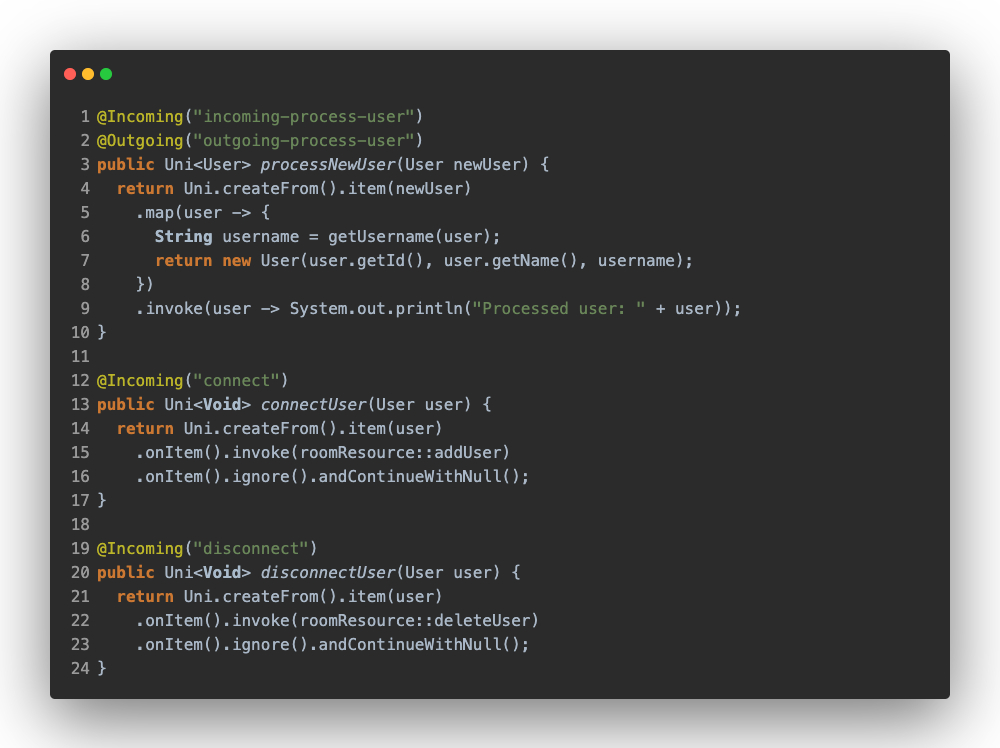 1 @Incoming("incoming-process-user")
2 @Outgoing("outgoing-process-user")
3 public Uni<User> processNewUser(User newUser) {
4   return Uni.createFrom().item(newUser)
5     .map(user -> {
6       String username = getUsername(user);
7       return new User(user.getId(), user.getName(), username);
8     })
9     .invoke(user -> System.out.println("Processed user: " + user));
10 }
11
12 @Incoming("connect")
13 public Uni<Void> connectUser(User user) {
14   return Uni.createFrom().item(user)
15     .onItem().invoke(roomResource::addUser)
16     .onItem().ignore().andContinueWithNull();
17 }
18
19 @Incoming("disconnect")
20 public Uni<Void> disconnectUser(User user) {
21   return Uni.createFrom().item(user)
22     .onItem().invoke(roomResource::deleteUser)
23     .onItem().ignore().andContinueWithNull();
24 }